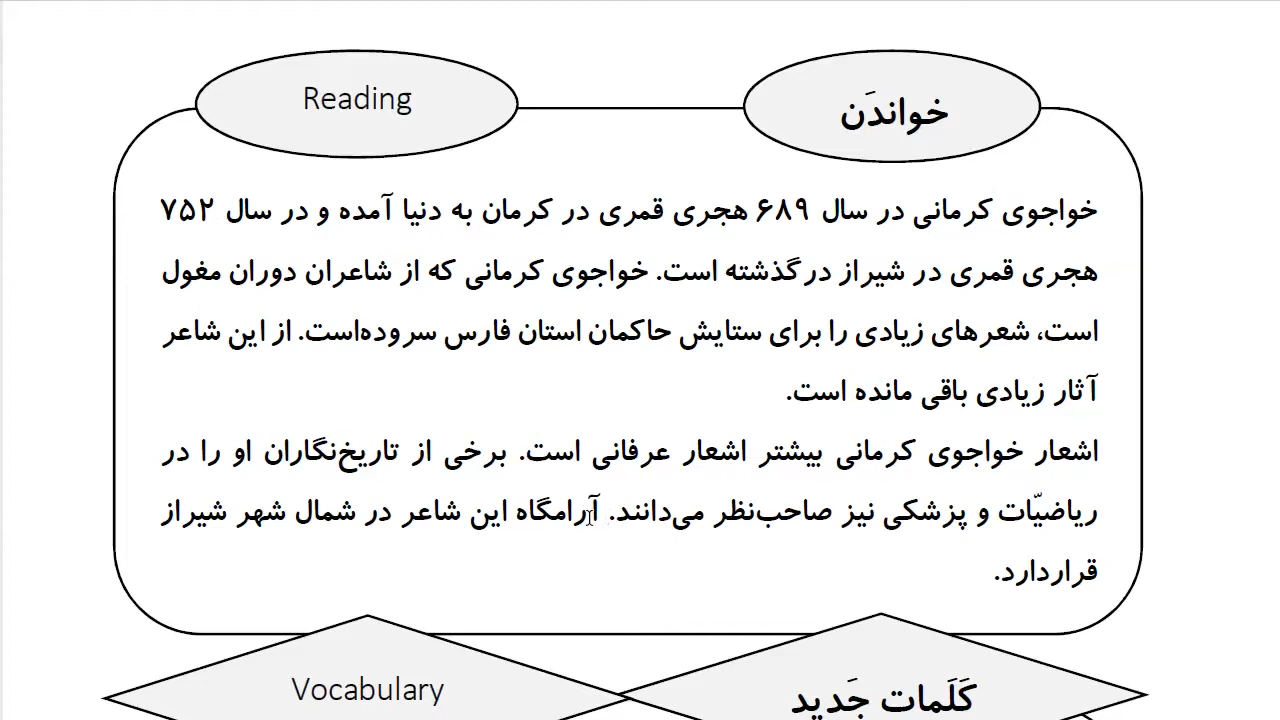 خواندَن
Reading
خواجوی کرمانی در سال ۶۸۹ هجری قمری در کرمان به دنیا آمده و در سال ۷۵۲
هجری قمری در شیراز درگذشته است. خواجوی کرمانی که از شاعران دوران مغول
است، شعرهای زیادی را برای ستایش حاکمان استان فارس سروده‌است. از این شاعر
آثار زیادی باقی مانده است.
اشعار خواجوی کرمانی بیشتر اشعار عرفانی است. برخی از تاریخ‌نگاران او را در
ریاضیّات و پزشکی نیز صاحب‌نظر می‌دانند. آرامگاه این شاعر در شمال شهر شیراز
قراردارد.
کَلَمات جَدید
Vocabulary